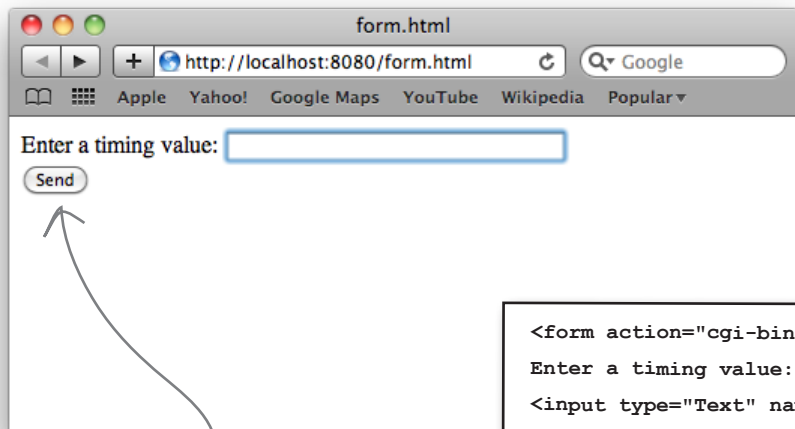 form.html
http://localhost:8080/form.html
Google
Apple Yahoo! Google Maps YouTube Wikipedia Popular
Enter a timing value:
Send
<form action="cgi-bin
Enter a timing value:
<input type="Text" na